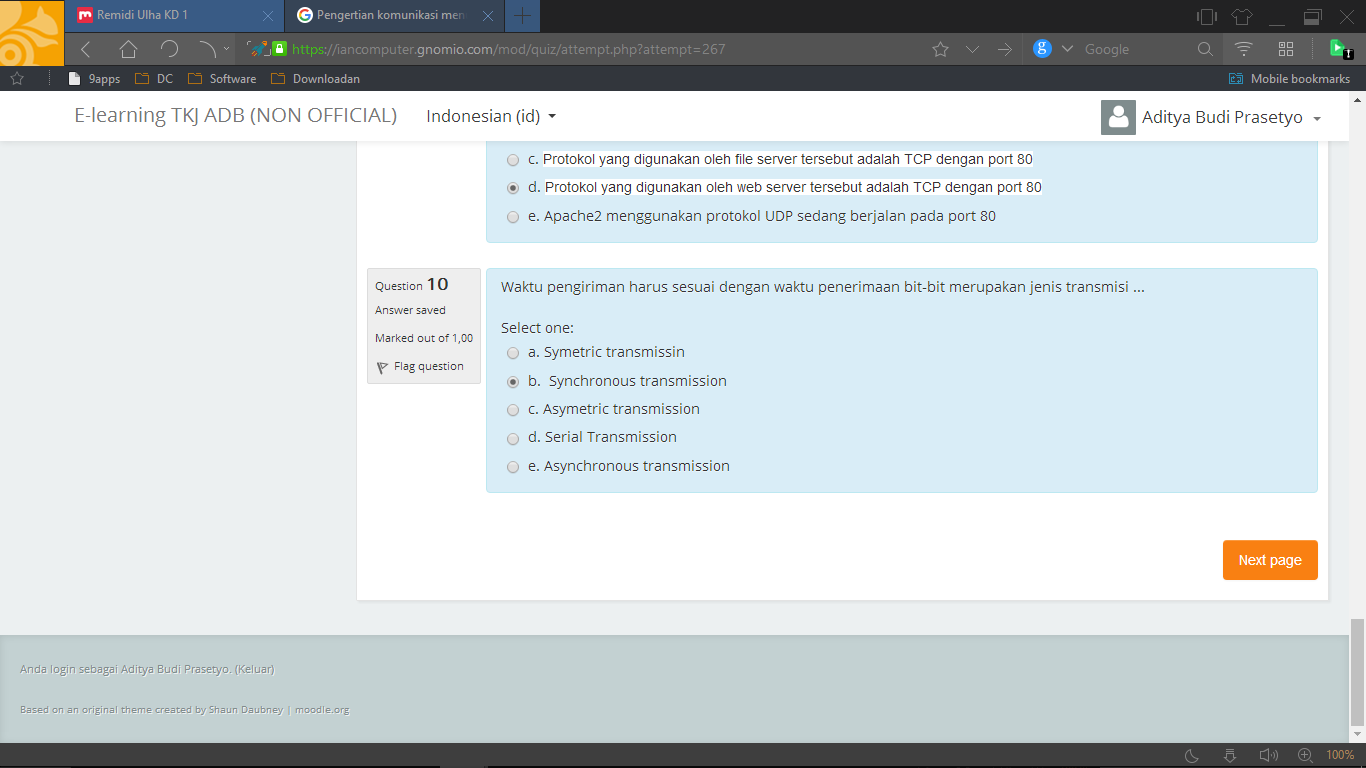 Remidi Ulha KD 1
Pengertian komunikasi men
https://iancomputer.gnomio.com/mod/quiz/attempt.php?attempt=267
g
Google
9apps
DC
Software
Downloadan
Mobile bookmarks
E-learning TKJ ADB (NON OFFICIAL)
Indonesian (id)
Aditya Budi Prasetyo
c. Protokol yang digunakan oleh file server tersebut adalah TCP dengan port 80
d. Protokol yang digunakan oleh web server tersebut adalah TCP dengan port 80
e. Apache2 menggunakan protokol UDP sedang berjalan pada port 80
Question 10
Answer saved
Marked out of 1,00
Flag question
Waktu pengiriman harus sesuai dengan waktu penerimaan bit-bit merupakan jenis transmisi ...
Select one:
a. Symetric transmissin
b. Synchronous transmission
c. Asymetric transmission
d. Serial Transmission
e. Asynchronous transmission
Next page
Anda login sebagai Aditya Budi Prasetyo. (Keluar)
Based on an original theme created by Shaun Daubney | moodle.org
100%